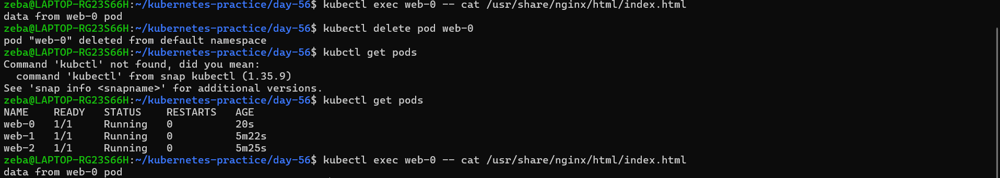 zeba@LAPTOP-RG23S66H:~/kubernetes-practice/day-56$ kubectl exec web-0 -- cat /usr/share/nginx/html/index.html
data from web-0 pod
zeba@LAPTOP-RG23S66H:~/kubernetes-practice/day-56$ kubectl delete pod web-0
pod "web-0" deleted from default namespace
zeba@LAPTOP-RG23S66H:~/kubernetes-practice/day-56$ kubctl get pods
Command 'kubctl' not found, did you mean:
  command 'kubectl' from snap kubectl (1.35.9)
See 'snap info <snapname>' for additional versions.
zeba@LAPTOP-RG23S66H:~/kubernetes-practice/day-56$ kubectl get pods
NAME    READY   STATUS    RESTARTS   AGE
web-0   1/1     Running   0          20s
web-1   1/1     Running   0          5m22s
web-2   1/1     Running   0          5m25s
zeba@LAPTOP-RG23S66H:~/kubernetes-practice/day-56$ kubectl exec web-0 -- cat /usr/share/nginx/html/index.html
data from web-0 pod